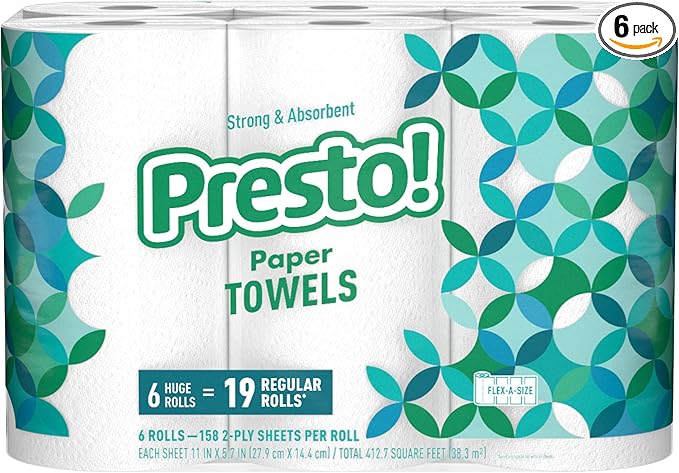 6 pack
Strong & Absorbent
Presto!
Paper
TOWELS
6 HUGE ROLLS = 19 REGULAR ROLLS*
FLEX-A-SIZE
6 ROLLS—158 2-PLY SHEETS PER ROLL
EACH SHEET 11 IN X 5.7 IN (27.9 cm X 14.4 cm) / TOTAL 412.7 SQUARE FEET (38.3 m²)